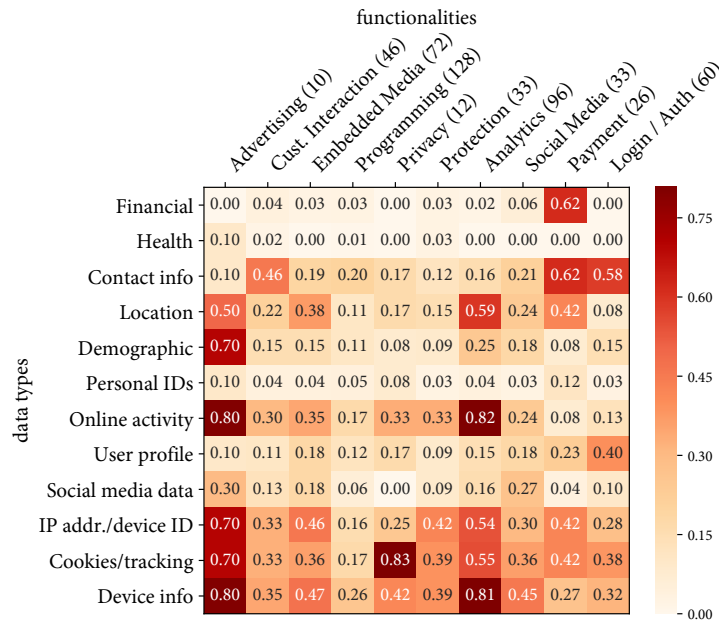 functionalities
Advertising (10)
Cust. Interaction (46)
Embedded Media (72)
Programming (128)
Privacy (12)
Protection (33)
Analytics (96)
Social Media (33)
Payment (26)
Login / Auth (60)
data types
Financial 0.00 0.04 0.03 0.03 0.00 0.03 0.02 0.06 0.62 0.00
Health 0.10 0.02 0.00 0.01 0.00 0.03 0.00 0.00 0.00 0.00
Contact info 0.10 0.46 0.19 0.20 0.17 0.12 0.16 0.21 0.62 0.58
Location 0.50 0.22 0.38 0.11 0.17 0.15 0.59 0.24 0.42 0.08
Demographic 0.70 0.15 0.15 0.11 0.08 0.09 0.25 0.18 0.08 0.15
Personal IDs 0.10 0.04 0.04 0.05 0.08 0.03 0.04 0.03 0.12 0.03
Online activity 0.80 0.30 0.35 0.17 0.33 0.33 0.82 0.24 0.08 0.13
User profile 0.10 0.11 0.18 0.12 0.17 0.09 0.15 0.18 0.23 0.40
Social media data 0.30 0.13 0.18 0.06 0.00 0.09 0.16 0.27 0.04 0.10
IP addr./device ID 0.70 0.33 0.46 0.16 0.25 0.42 0.54 0.30 0.42 0.28
Cookies/tracking 0.70 0.33 0.36 0.17 0.83 0.39 0.55 0.36 0.42 0.38
Device info 0.80 0.35 0.47 0.26 0.42 0.39 0.81 0.45 0.27 0.32
0.75
0.60
0.45
0.30
0.15
0.00